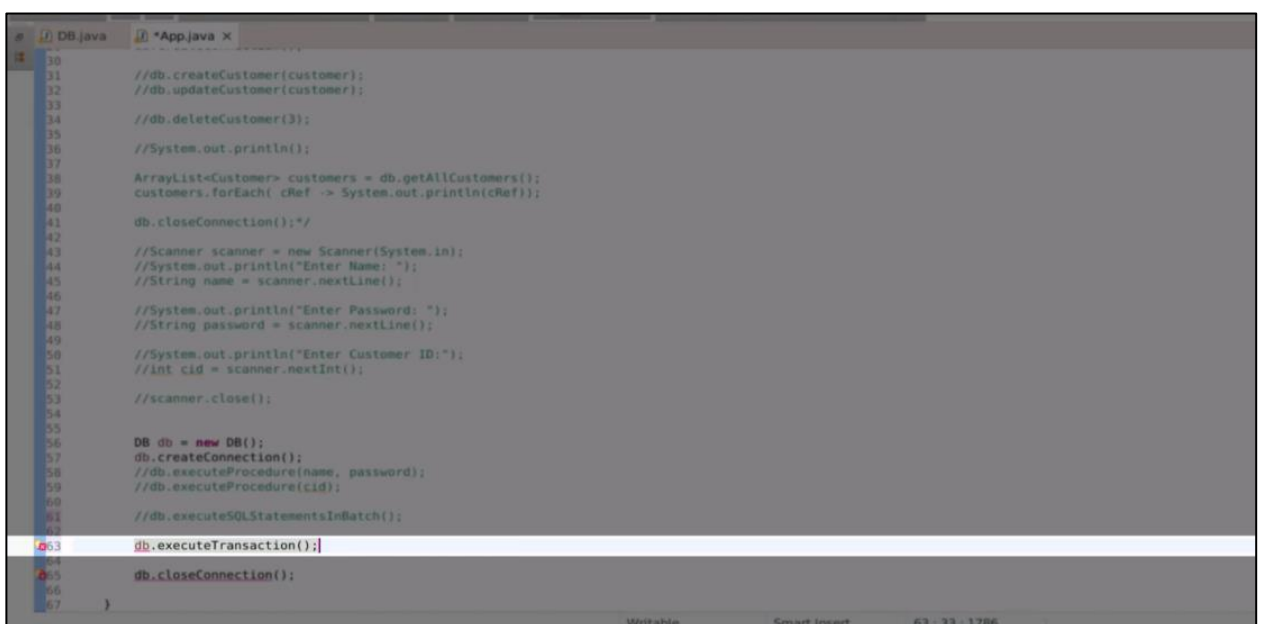 DB.java *App.java ×
30
31 //db.createCustomer(customer);
32 //db.updateCustomer(customer);
33
34 //db.deleteCustomer(3);
35
36 //System.out.println();
37
38 ArrayList<Customer> customers = db.getAllCustomers();
39 customers.forEach( cRef -> System.out.println(cRef));
40
41 db.closeConnection();*/
42
43 //Scanner scanner = new Scanner(System.in);
44 //System.out.println("Enter Name: ");
45 //String name = scanner.nextLine();
46
47 //System.out.println("Enter Password: ");
48 //String password = scanner.nextLine();
49
50 //System.out.println("Enter Customer ID:");
51 //int cid = scanner.nextInt();
52
53 //scanner.close();
54
55
56 DB db = new DB();
57 db.createConnection();
58 //db.executeProcedure(name, password);
59 //db.executeProcedure(cid);
60
61 //db.executeSQLStatementsInBatch();
62
63 db.executeTransaction();
64
65 db.closeConnection();
66
67 }
Writable Smart Insert 63 : 33 : 1786